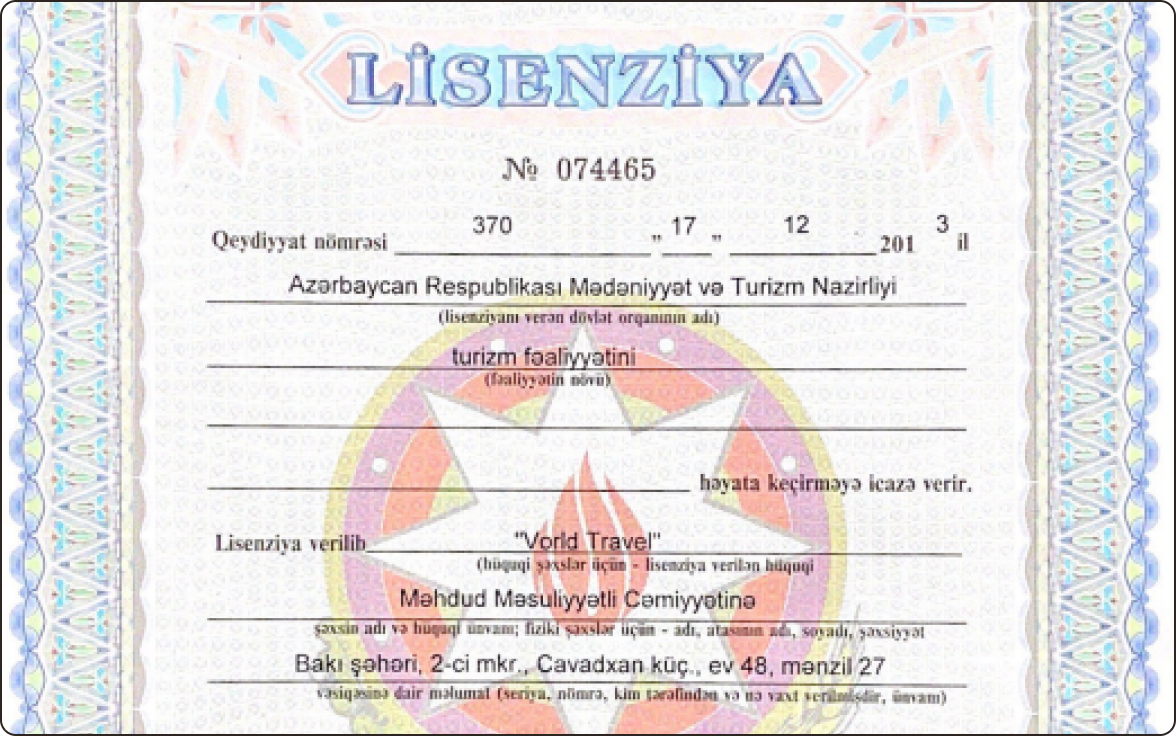 LİSENZİYA
№ 074465
Qeydiyyat nömrəsi 370 „ 17 „ 12 201 3 il
Azərbaycan Respublikası Mədəniyyət və Turizm Nazirliyi
(lisenziyanı verən dövlət orqanının adı)
turizm fəaliyyətini
(fəaliyyətin növü)
həyata keçirməyə icazə verir.
Lisenziya verilib "Vorld Travel"
(hüquqi şəxslər üçün - lisenziya verilən hüquqi
Məhdud Məsuliyyətli Cəmiyyətinə
şəxsin adı və hüquqi ünvanı; fiziki şəxslər üçün - adı, atasının adı, soyadı, şəxsiyyət
Bakı şəhəri, 2-ci mkr., Cavadxan küç., ev 48, mənzil 27
vəsiqəsinə dair məlumat (seriya, nömrə, kim tərəfindən və nə vaxt verilmişdir, ünvanı)